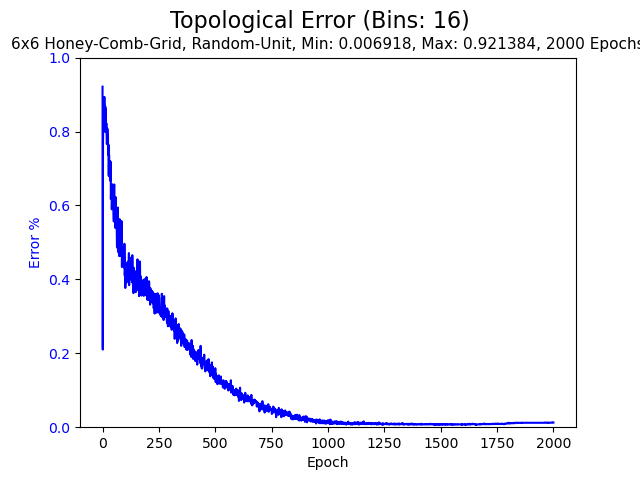 Topological Error (Bins: 16)
6x6 Honey-Comb-Grid, Random-Unit, Min: 0.006918, Max: 0.921384, 2000 Epochs
1.0
0.8
0.6
0.4
0.2
0.0
Error %
0 250 500 750 1000 1250 1500 1750 2000
Epoch